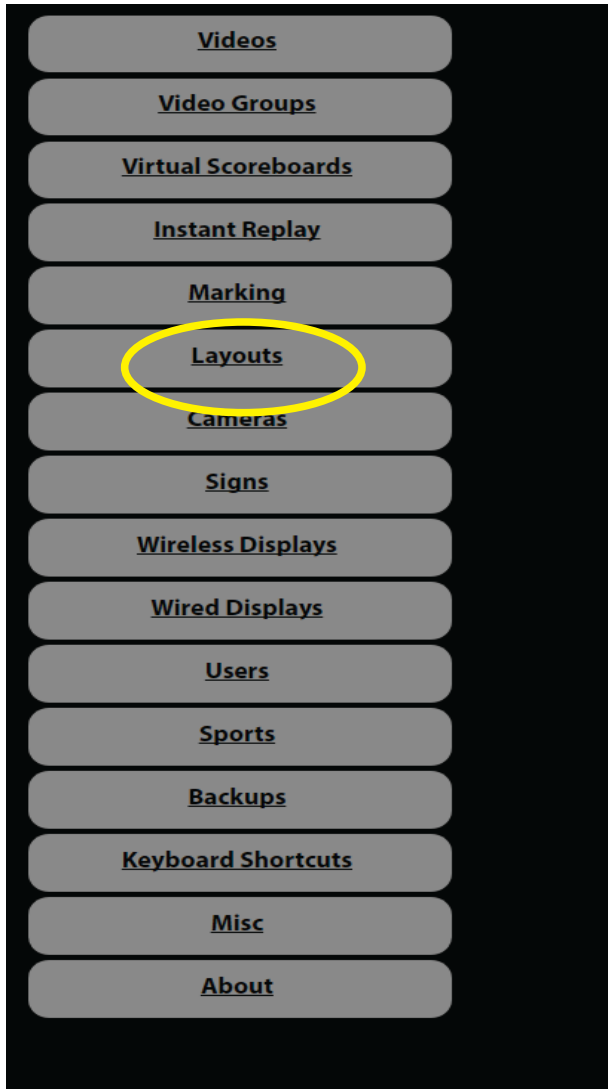 Videos
Video Groups
Virtual Scoreboards
Instant Replay
Marking
Layouts
Cameras
Signs
Wireless Displays
Wired Displays
Users
Sports
Backups
Keyboard Shortcuts
Misc
About